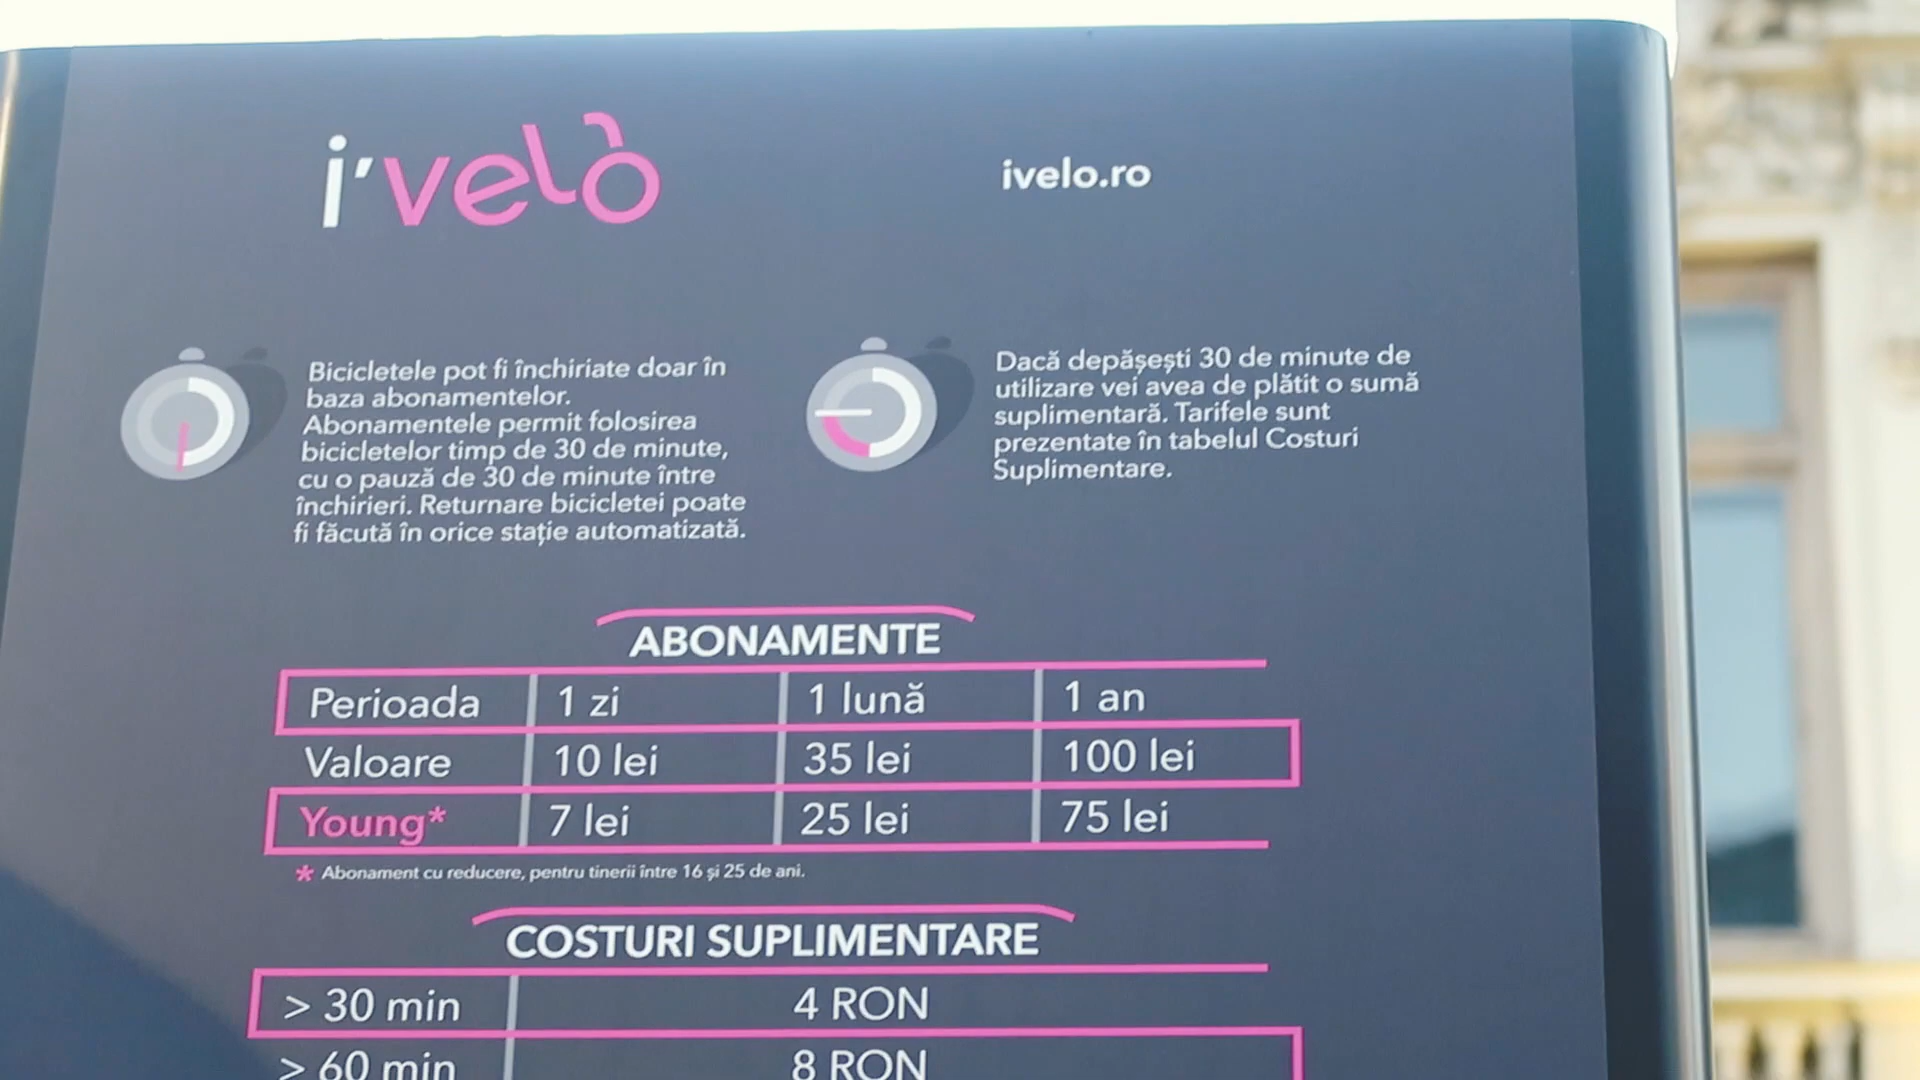 i'velo
ivelo.ro
Bicicletele pot fi închiriate doar în
baza abonamentelor.
Abonamentele permit folosirea
bicicletelor timp de 30 de minute,
cu o pauză de 30 de minute între
închirieri. Returnare bicicletei poate
fi făcută în orice stație automatizată.
Dacă depășești 30 de minute de
utilizare vei avea de plătit o sumă
suplimentară. Tarifele sunt
prezentate în tabelul Costuri
Suplimentare.
ABONAMENTE
Perioada 1 zi 1 lună 1 an
Valoare 10 lei 35 lei 100 lei
Young* 7 lei 25 lei 75 lei
* Abonament cu reducere, pentru tinerii între 16 și 25 de ani.
COSTURI SUPLIMENTARE
> 30 min 4 RON
> 60 min 8 RON